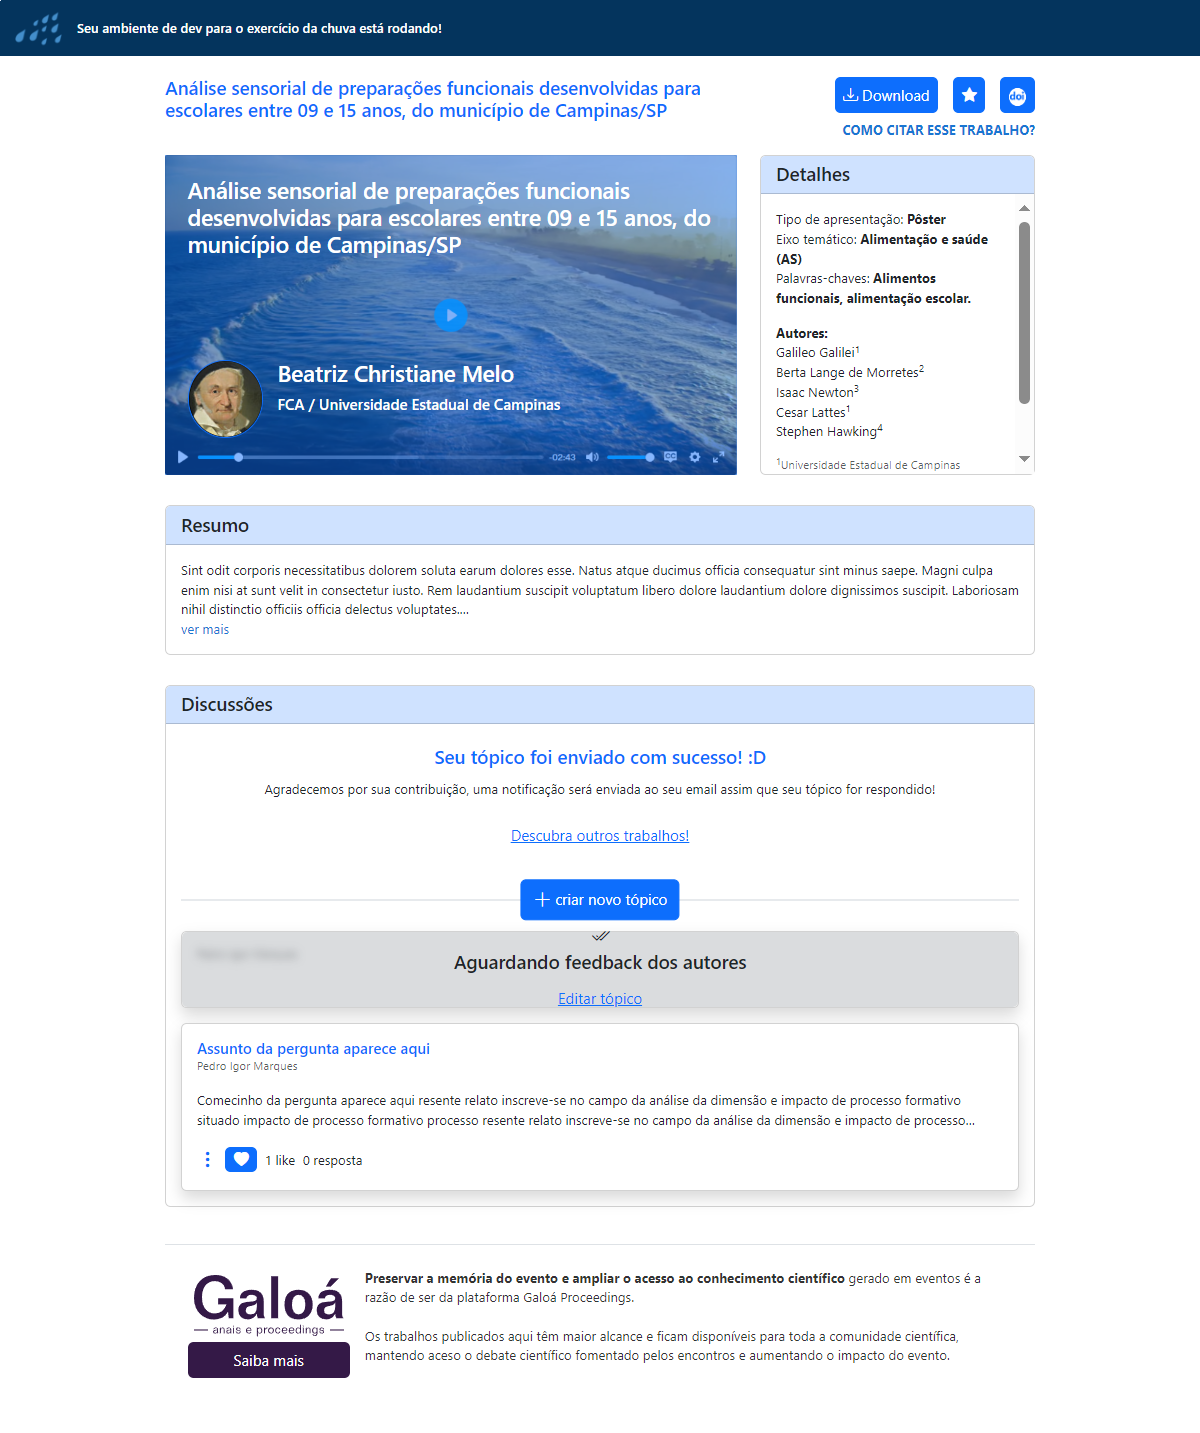 Seu ambiente de dev para o exercício da chuva está rodando!
Análise sensorial de preparações funcionais desenvolvidas para
escolares entre 09 e 15 anos, do município de Campinas/SP
Download
doi
COMO CITAR ESSE TRABALHO?
Análise sensorial de preparações funcionais
desenvolvidas para escolares entre 09 e 15 anos, do
município de Campinas/SP
Beatriz Christiane Melo
FCA / Universidade Estadual de Campinas
-02:43
CC
Detalhes
Tipo de apresentação: Pôster
Eixo temático: Alimentação e saúde
(AS)
Palavras-chaves: Alimentos
funcionais, alimentação escolar.
Autores:
Galileo Galilei¹
Berta Lange de Morretes²
Isaac Newton³
Cesar Lattes¹
Stephen Hawking⁴
¹Universidade Estadual de Campinas
Resumo
Sint odit corporis necessitatibus dolorem soluta earum dolores esse. Natus atque ducimus officia consequatur sint minus saepe. Magni culpa
enim nisi at sunt velit in consectetur iusto. Rem laudantium suscipit voluptatum libero dolore laudantium dolore dignissimos suscipit. Laboriosam
nihil distinctio officiis officia delectus voluptates....
ver mais
Discussões
Seu tópico foi enviado com sucesso! :D
Agradecemos por sua contribuição, uma notificação será enviada ao seu email assim que seu tópico for respondido!
Descubra outros trabalhos!
criar novo tópico
Aguardando feedback dos autores
Editar tópico
Assunto da pergunta aparece aqui
Pedro Igor Marques
Comecinho da pergunta aparece aqui resente relato inscreve-se no campo da análise da dimensão e impacto de processo formativo
situado impacto de processo formativo processo resente relato inscreve-se no campo da análise da dimensão e impacto de processo...
1 like 0 resposta
Galoá
anais e proceedings
Saiba mais
Preservar a memória do evento e ampliar o acesso ao conhecimento científico gerado em eventos é a
razão de ser da plataforma Galoá Proceedings.
Os trabalhos publicados aqui têm maior alcance e ficam disponíveis para toda a comunidade científica,
mantendo aceso o debate científico fomentado pelos encontros e aumentando o impacto do evento.